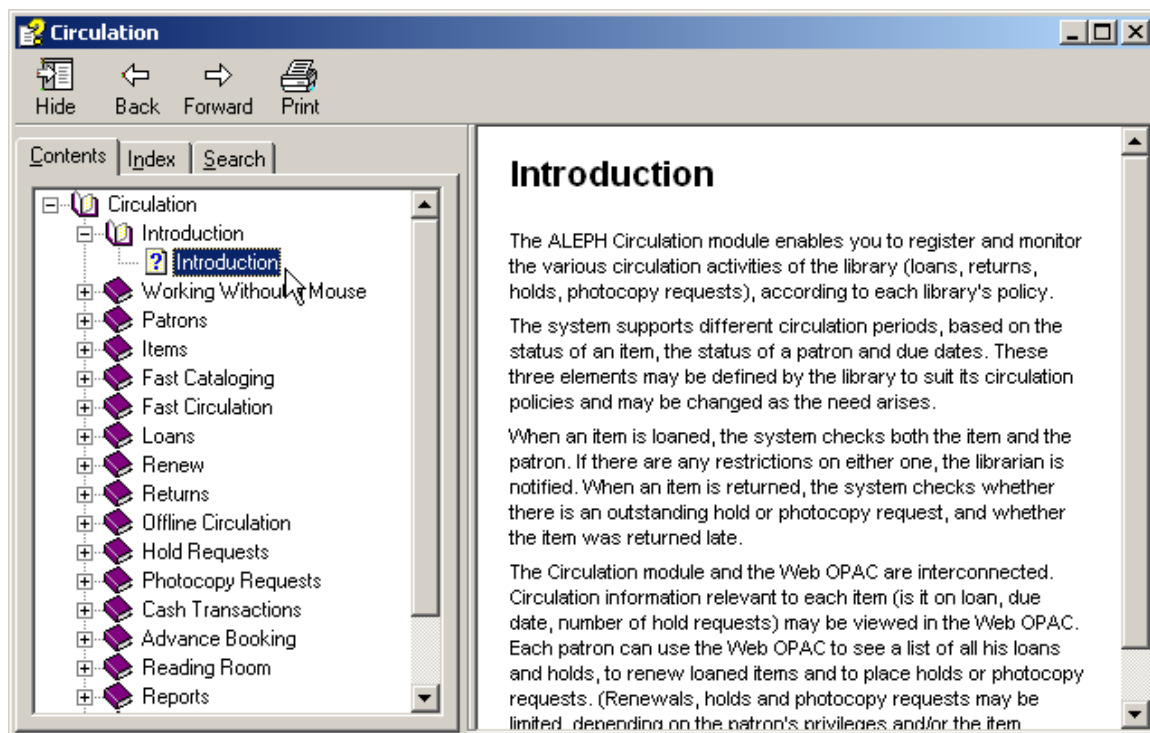 Circulation
Hide Back Forward Print
Contents Index Search
Circulation
Introduction
Introduction
Working Without Mouse
Patrons
Items
Fast Cataloging
Fast Circulation
Loans
Renew
Returns
Offline Circulation
Hold Requests
Photocopy Requests
Cash Transactions
Advance Booking
Reading Room
Reports
Introduction
The ALEPH Circulation module enables you to register and monitor
the various circulation activities of the library (loans, returns,
holds, photocopy requests), according to each library's policy.
The system supports different circulation periods, based on the
status of an item, the status of a patron and due dates. These
three elements may be defined by the library to suit its circulation
policies and may be changed as the need arises.
When an item is loaned, the system checks both the item and the
patron. If there are any restrictions on either one, the librarian is
notified. When an item is returned, the system checks whether
there is an outstanding hold or photocopy request, and whether
the item was returned late.
The Circulation module and the Web OPAC are interconnected.
Circulation information relevant to each item (is it on loan, due
date, number of hold requests) may be viewed in the Web OPAC.
Each patron can use the Web OPAC to see a list of all his loans
and holds, to renew loaned items and to place holds or photocopy
requests. (Renewals, holds and photocopy requests may be
limited, depending on the patron's privileges and/or the item